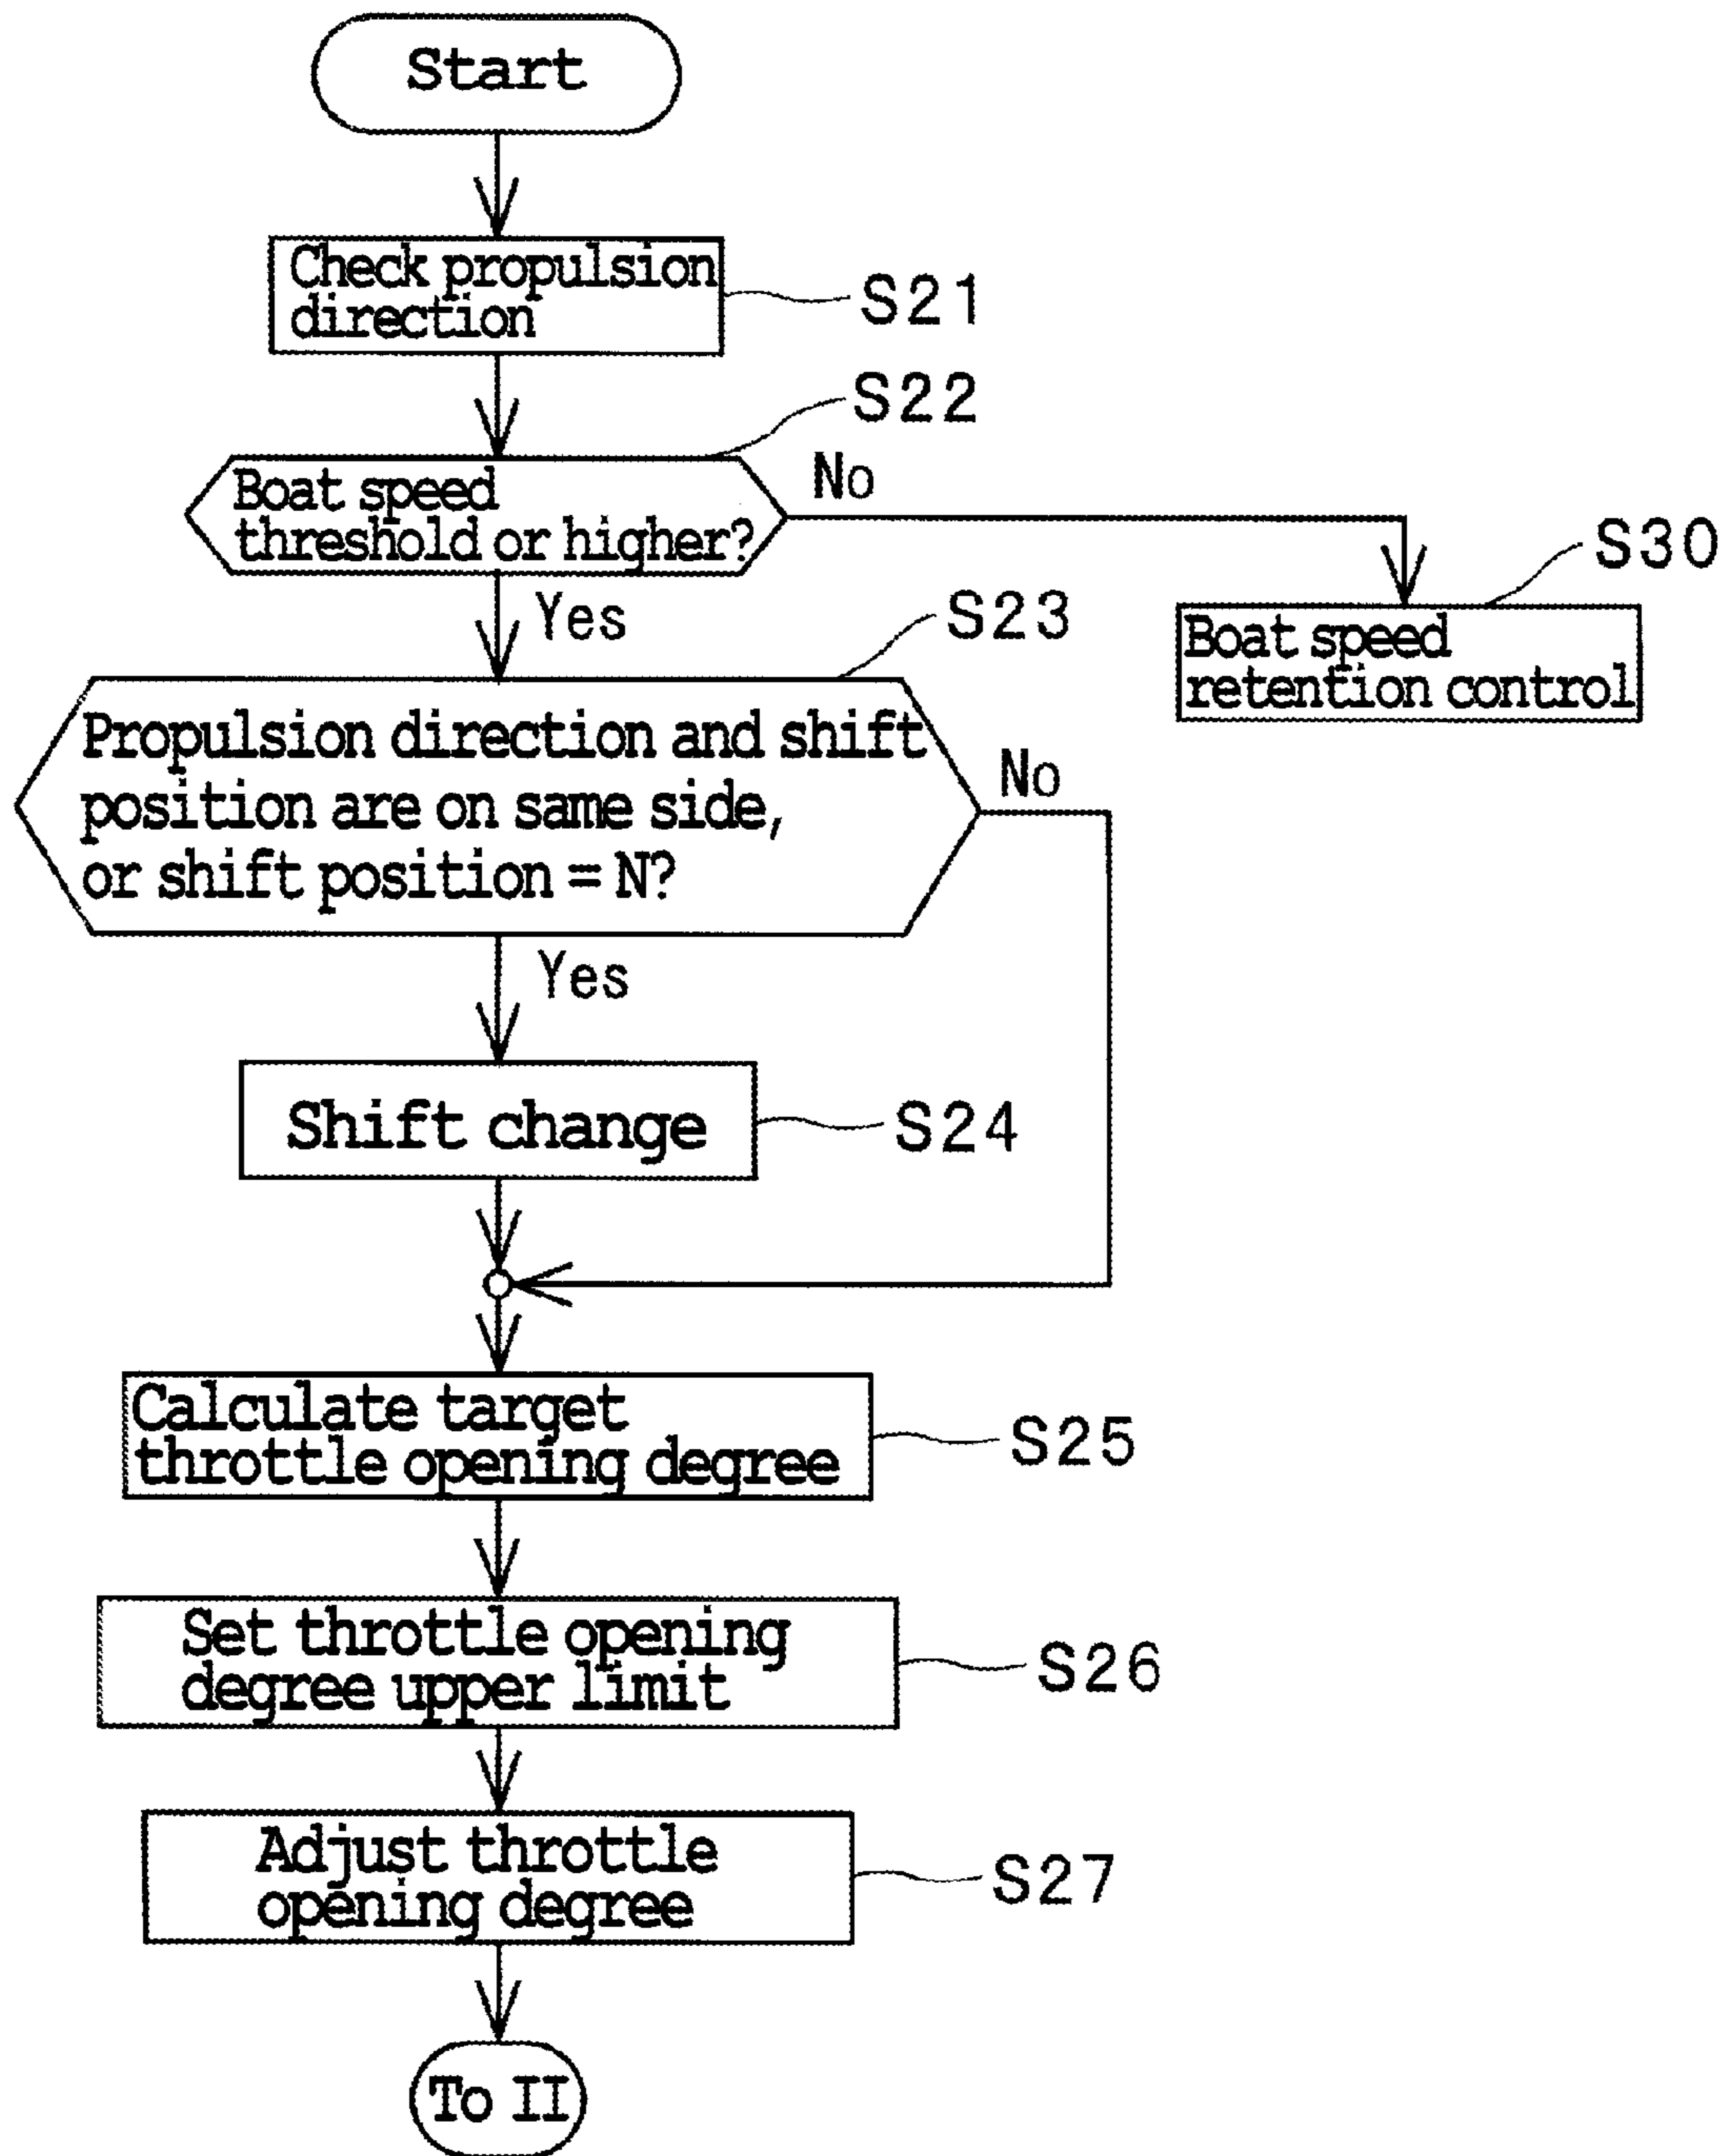 Start
Check propulsion
direction
S21
S22
Boat speed
threshold or higher?
No
S30
Boat speed
retention control
Yes
S23
Propulsion direction and shift
position are on same side,
or shift position = N?
No
Yes
Shift change
S24
Calculate target
throttle opening degree
S25
Set throttle opening
degree upper limit
S26
Adjust throttle
opening degree
S27
To II